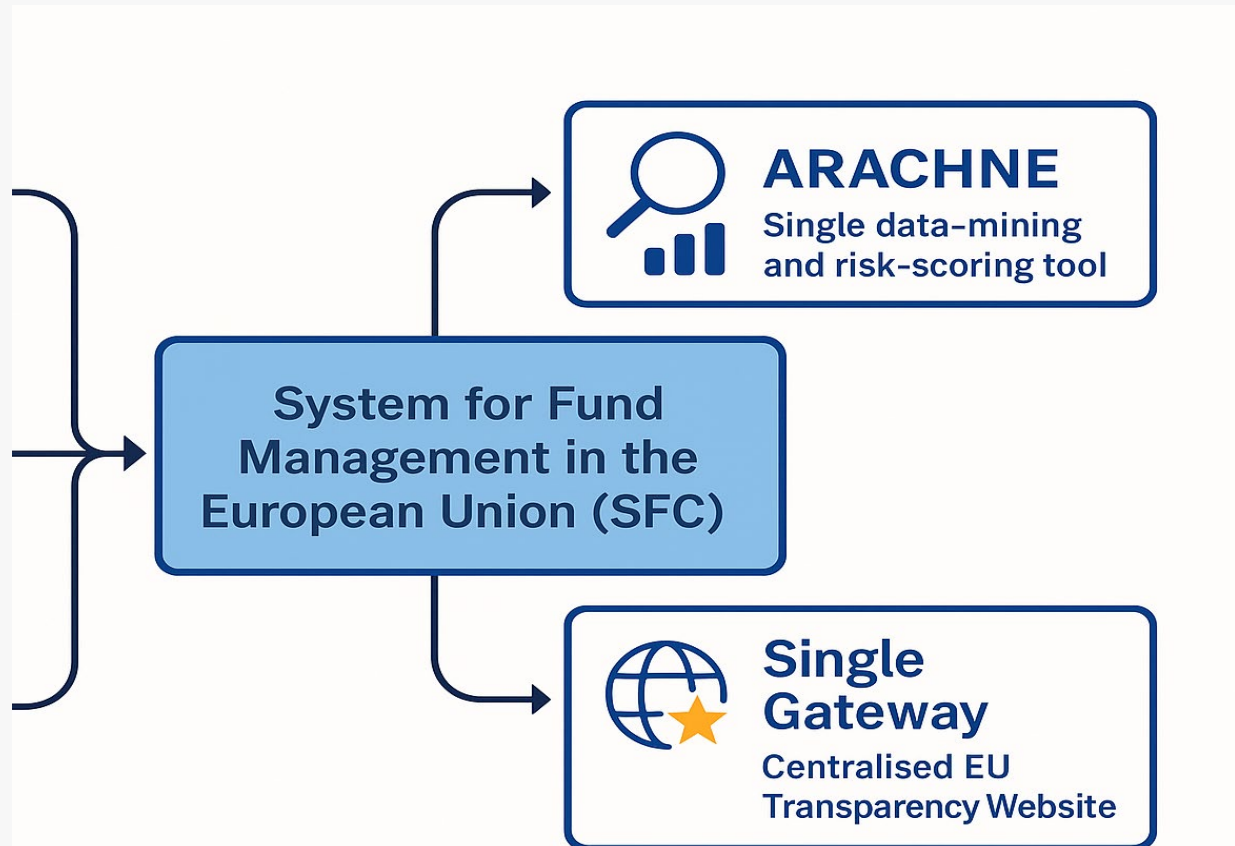 ARACHNE
Single data-mining
and risk-scoring tool
System for Fund
Management in the
European Union (SFC)
Single
Gateway
Centralised EU
Transparency Website